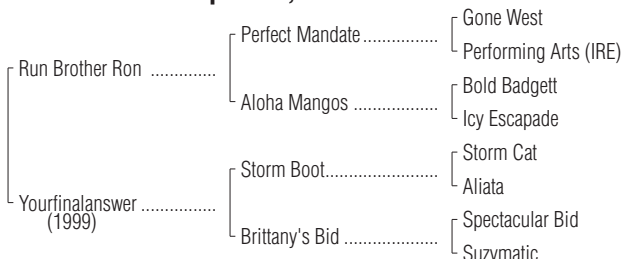 Gone West
Perfect Mandate ................
Performing Arts (IRE)
Run Brother Ron ..............
Bold Badgett
Aloha Mangos ..................
Icy Escapade
Storm Cat
Storm Boot........................
Aliata
Yourfinalanswer ................
(1999)
Spectacular Bid
Brittany's Bid ....................
Suzymatic